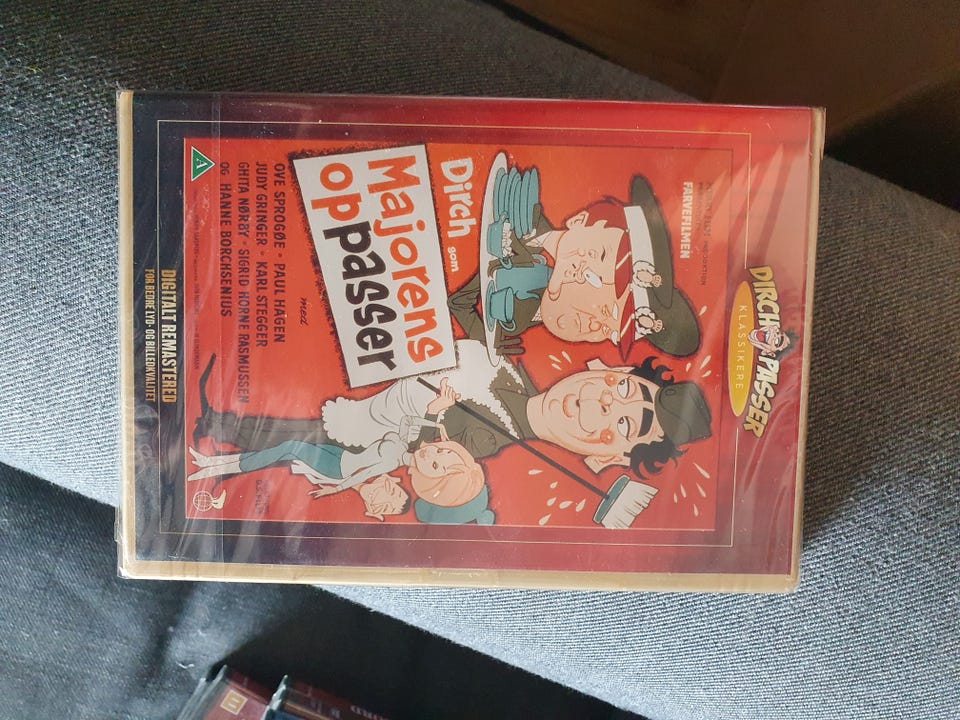 DIRCH PASSER
KLASSIKERE
FARVEFILMEN
Dirch som
Majorens
oppasser
med
OVE SPROGØE · PAUL HAGEN
JUDY GRINGER · KARL STEGGER
GHITA NØRBY · SIGRID HORNE RASMUSSEN
OG HANNE BORCHSENIUS
A
DIGITALT REMASTERED
FOR BEDRE LYD- OG BILLEDKVALITET
11